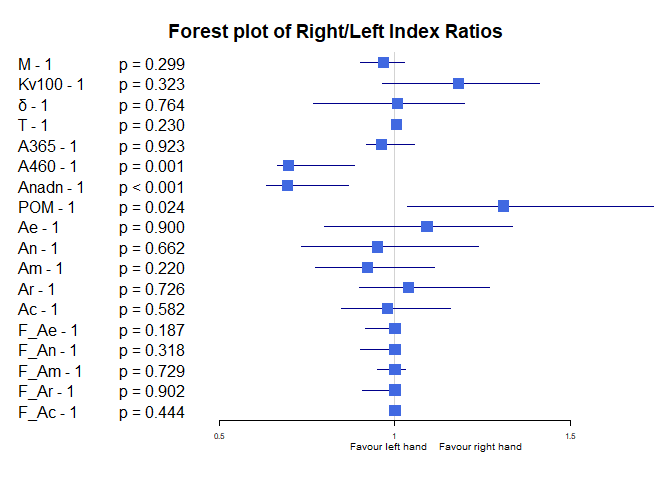 Forest plot of Right/Left Index Ratios
M - 1 p = 0.299
Kv100 - 1 p = 0.323
δ - 1 p = 0.764
T - 1 p = 0.230
A365 - 1 p = 0.923
A460 - 1 p = 0.001
Anadn - 1 p < 0.001
POM - 1 p = 0.024
Ae - 1 p = 0.900
An - 1 p = 0.662
Am - 1 p = 0.220
Ar - 1 p = 0.726
Ac - 1 p = 0.582
F_Ae - 1 p = 0.187
F_An - 1 p = 0.318
F_Am - 1 p = 0.729
F_Ar - 1 p = 0.902
F_Ac - 1 p = 0.444
0.5 1 1.5
Favour left hand Favour right hand